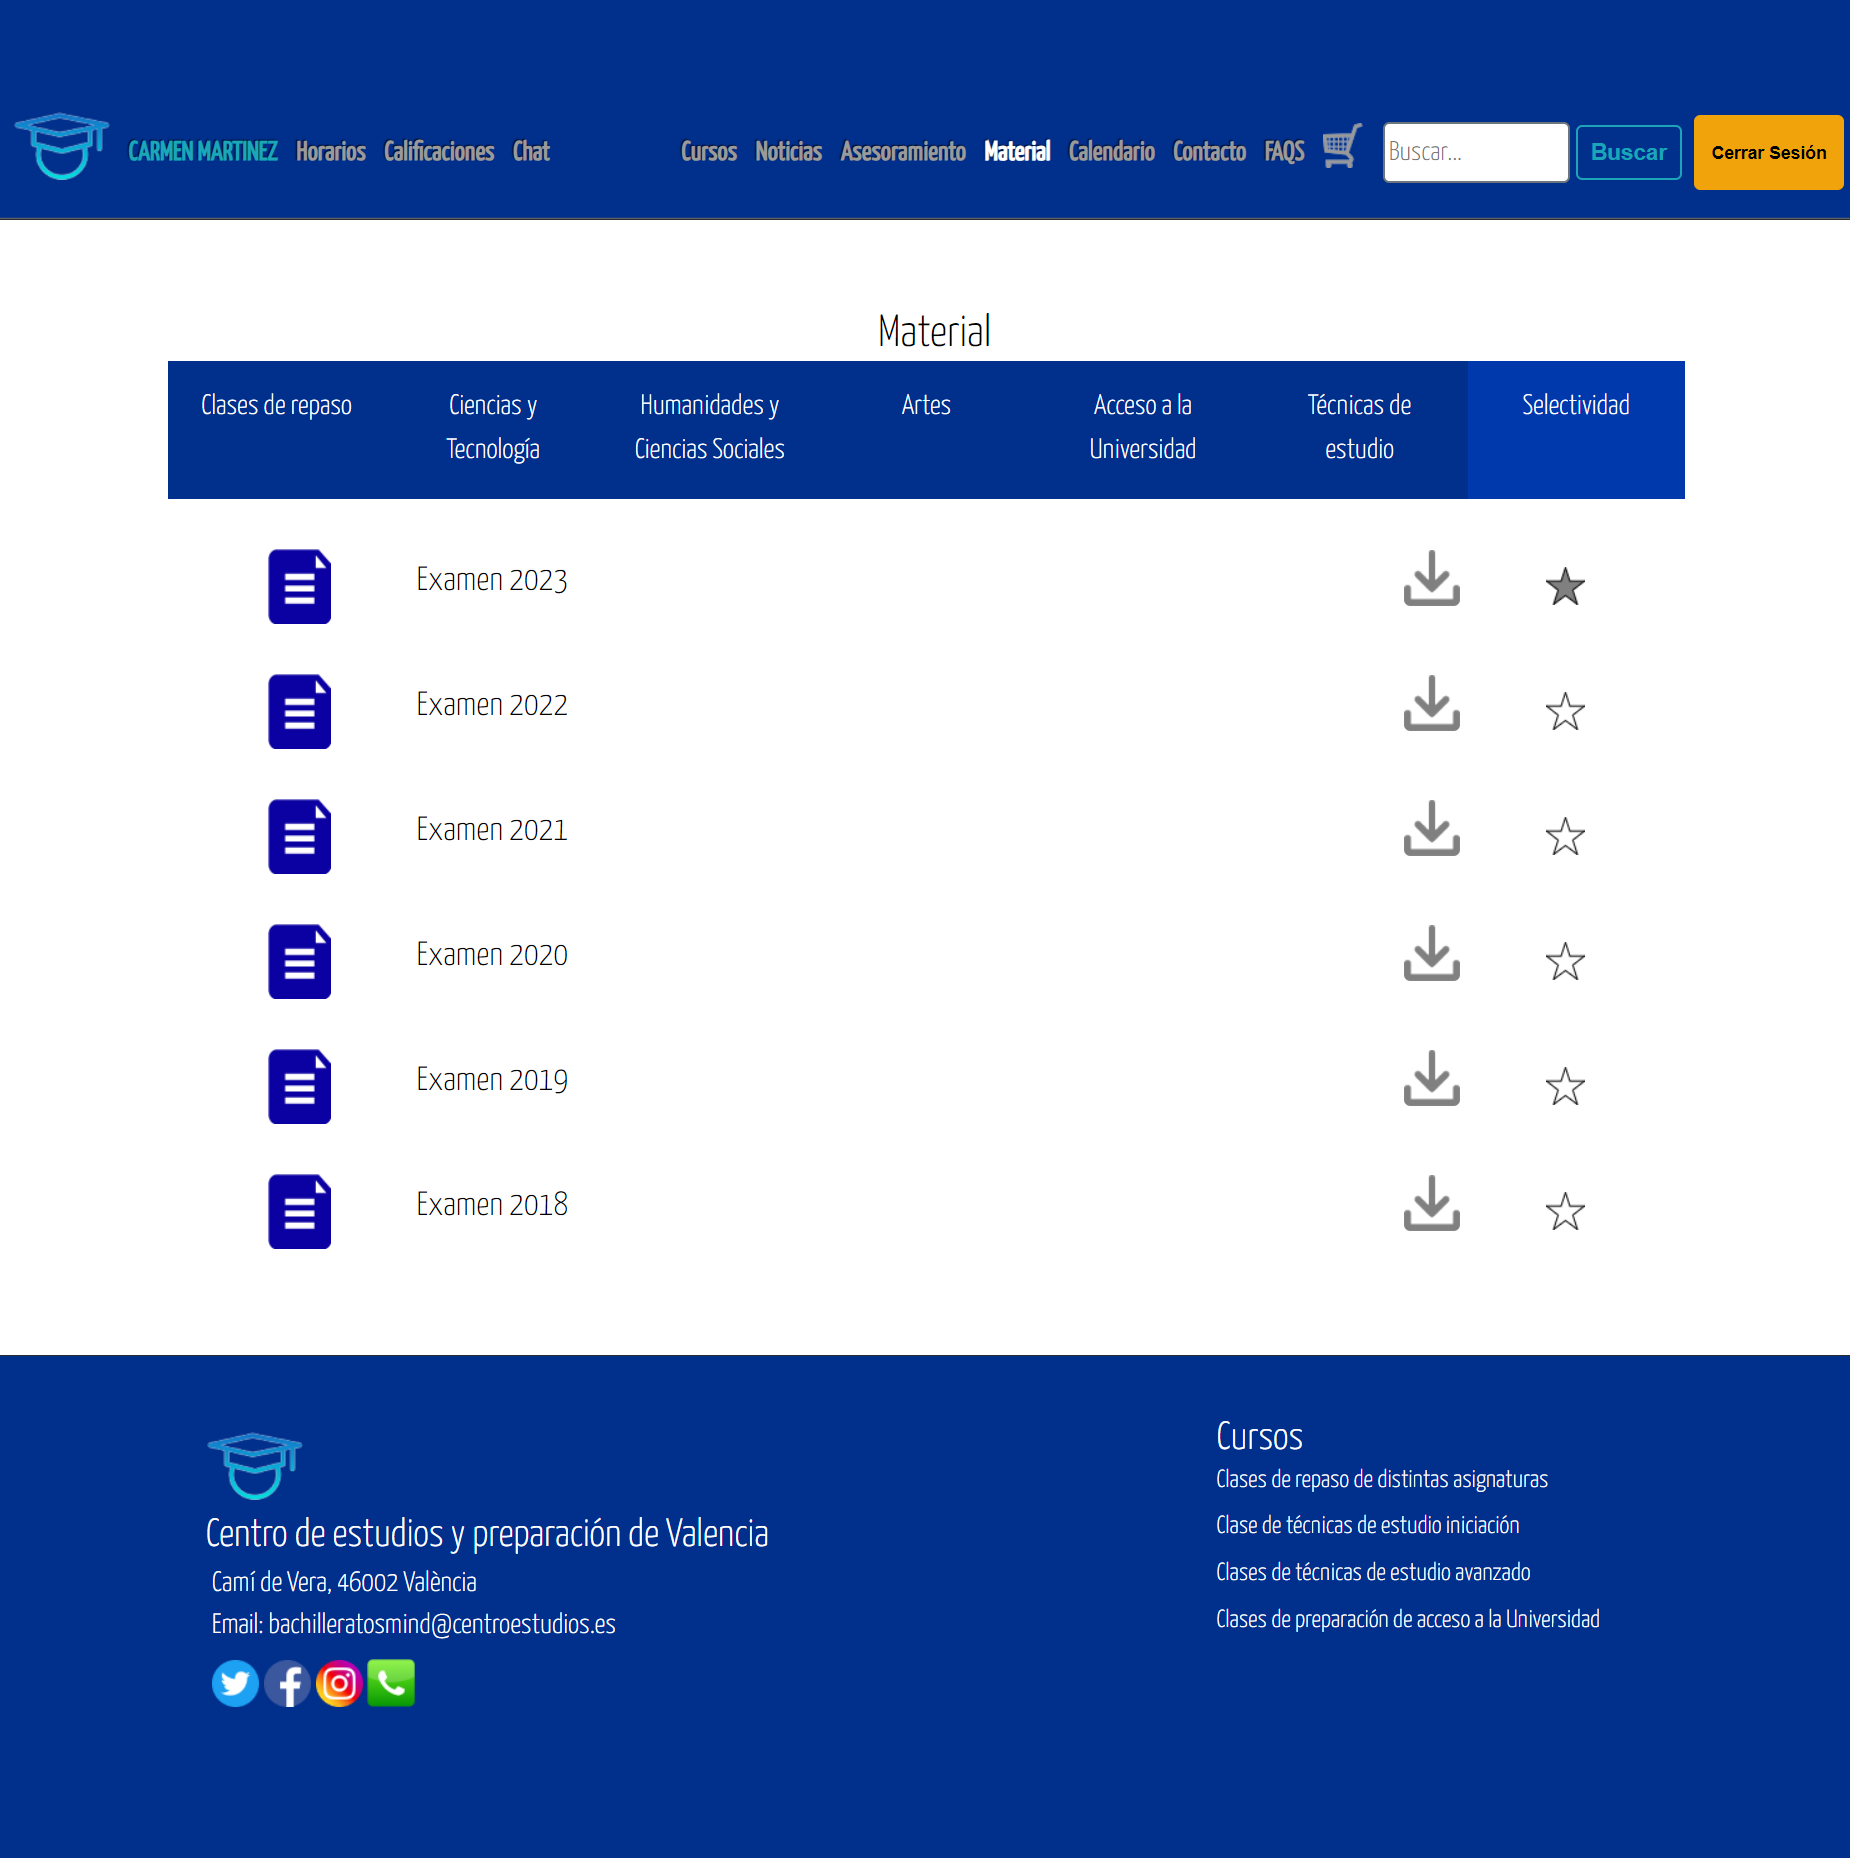 CARMEN MARTINEZ Horarios Calificaciones Chat Cursos Noticias Asesoramiento Material Calendario Contacto FAQS Buscar... Buscar Cerrar Sesión
Material
Clases de repaso
Ciencias y
Tecnología
Humanidades y
Ciencias Sociales
Artes
Acceso a la
Universidad
Técnicas de
estudio
Selectividad
Examen 2023
Examen 2022
Examen 2021
Examen 2020
Examen 2019
Examen 2018
Centro de estudios y preparación de Valencia
Camí de Vera, 46002 València
Email: bachilleratosmind@centroestudios.es
Cursos
Clases de repaso de distintas asignaturas
Clase de técnicas de estudio iniciación
Clases de técnicas de estudio avanzado
Clases de preparación de acceso a la Universidad